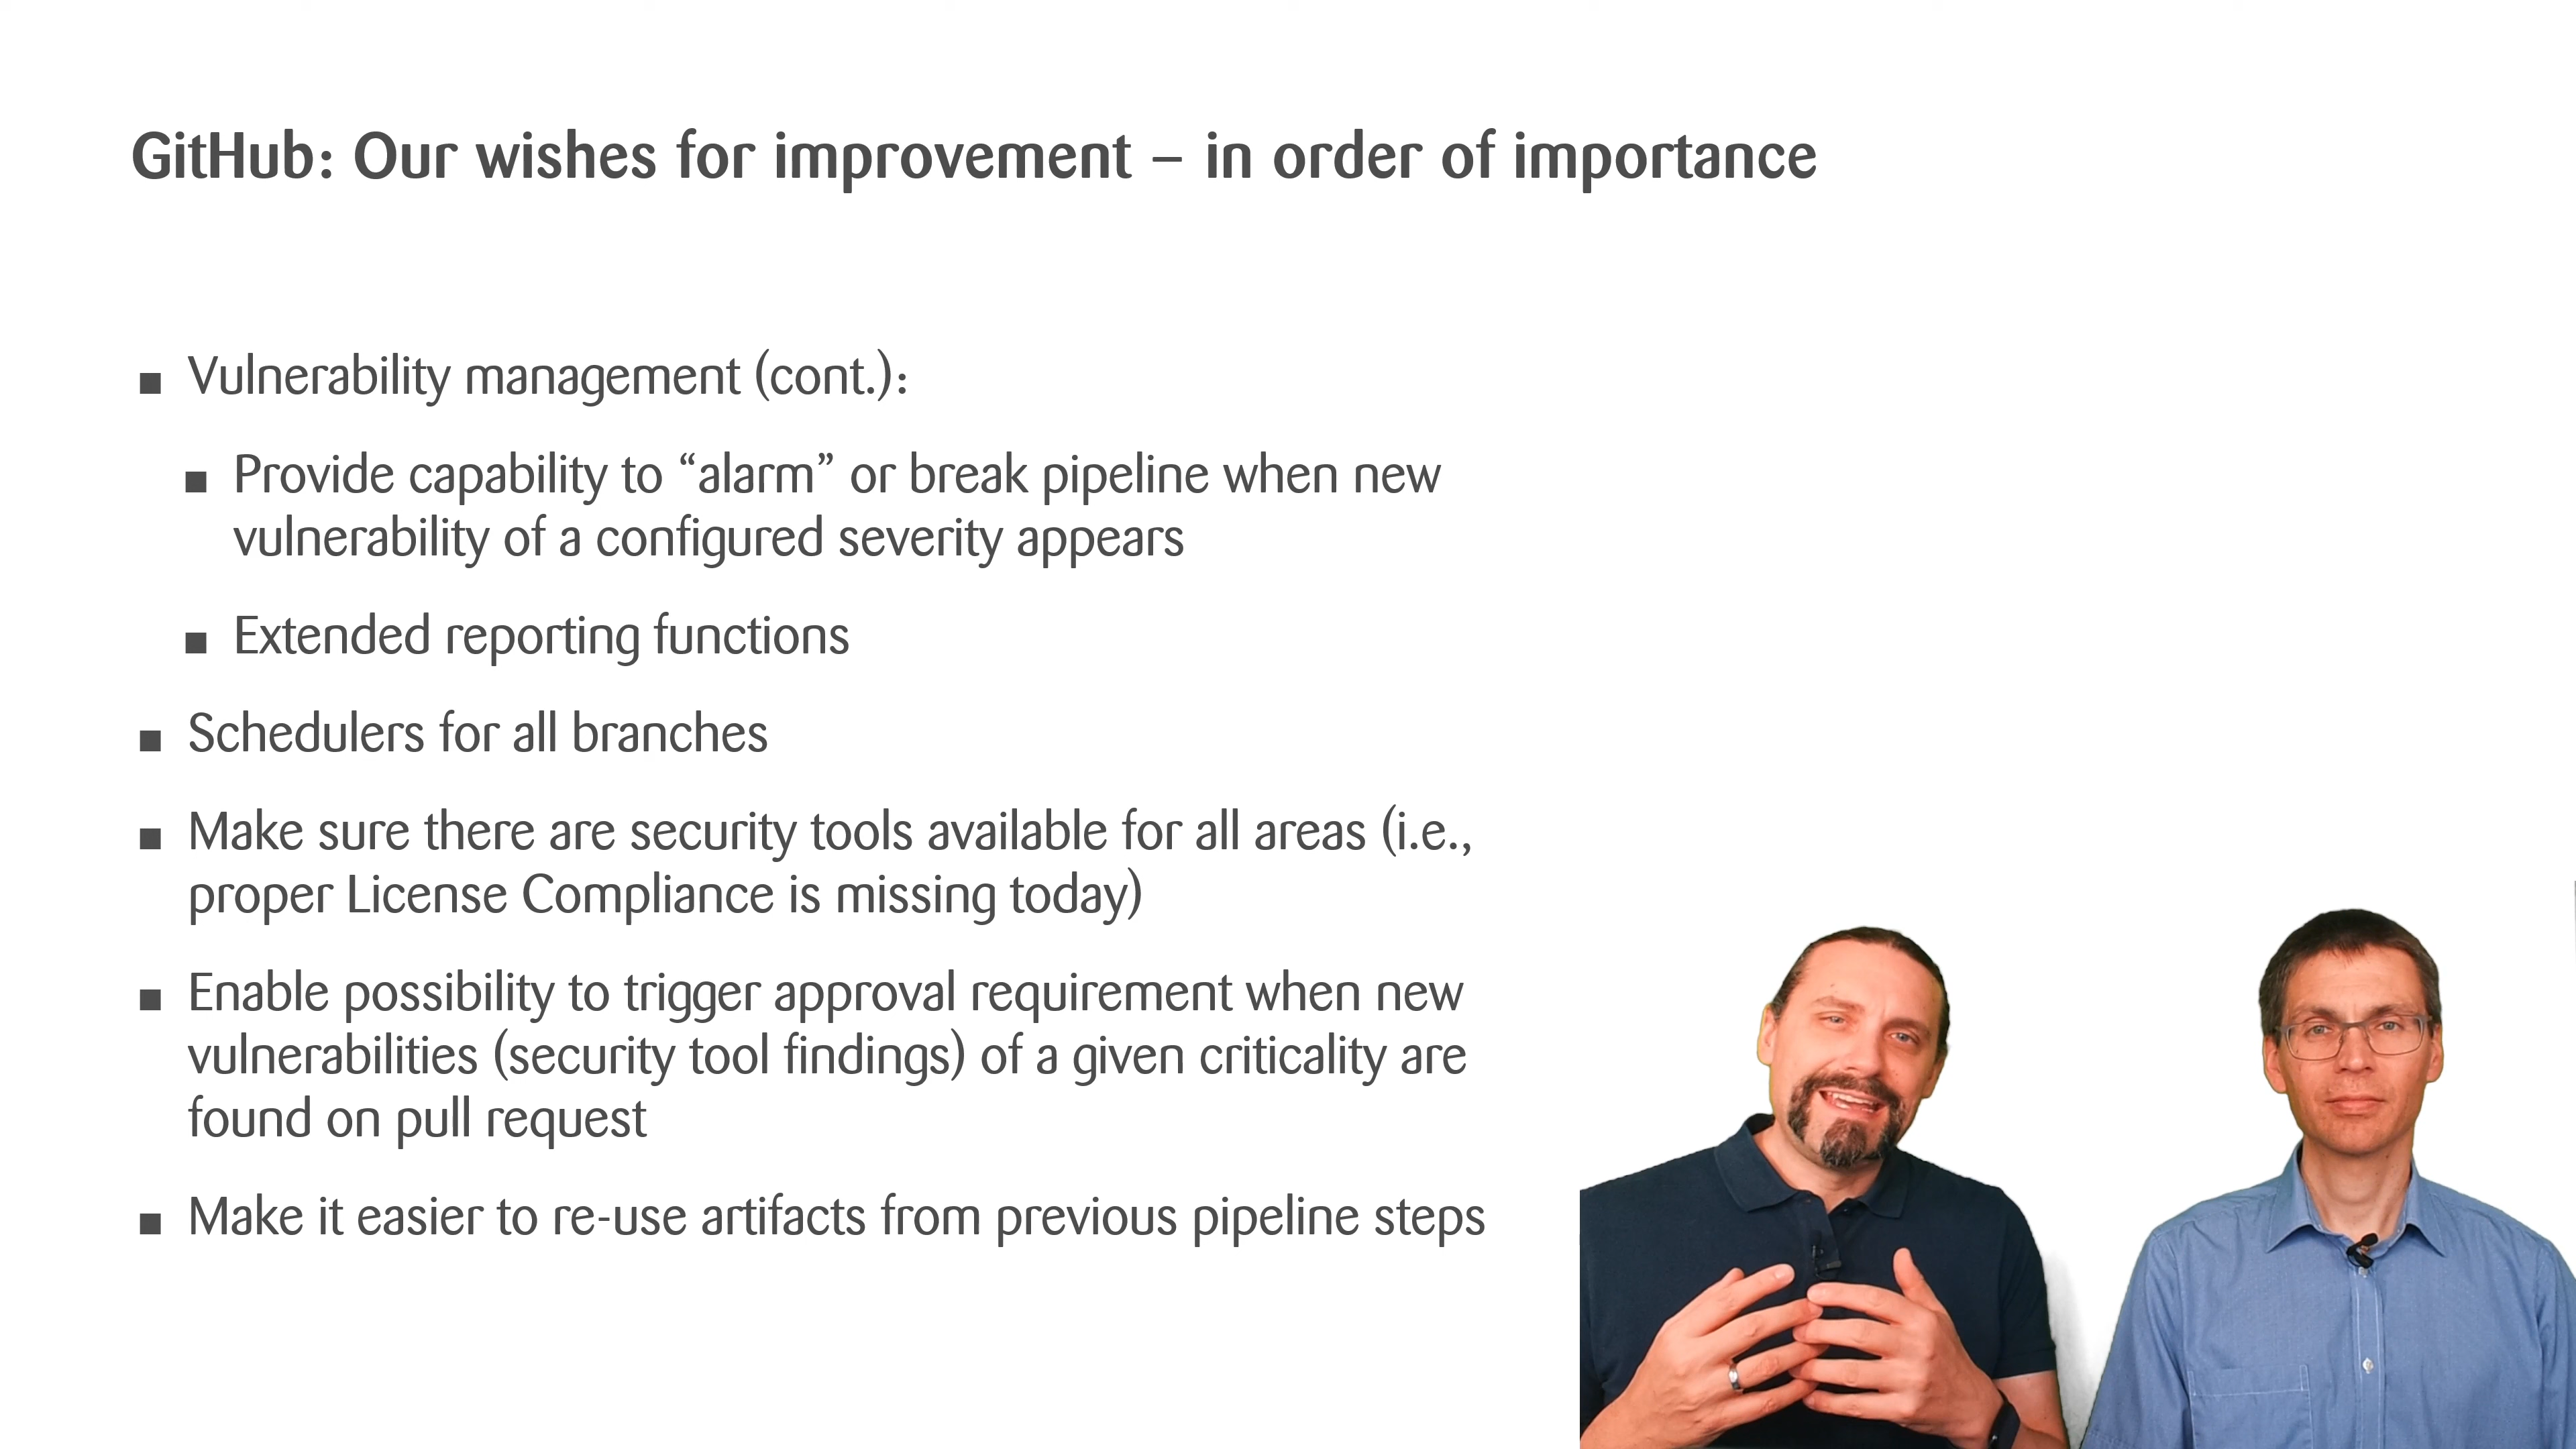 GitHub: Our wishes for improvement – in order of importance
■ Vulnerability management (cont.):
■ Provide capability to “alarm” or break pipeline when new
vulnerability of a configured severity appears
■ Extended reporting functions
■ Schedulers for all branches
■ Make sure there are security tools available for all areas (i.e.,
proper License Compliance is missing today)
■ Enable possibility to trigger approval requirement when new
vulnerabilities (security tool findings) of a given criticality are
found on pull request
■ Make it easier to re-use artifacts from previous pipeline steps